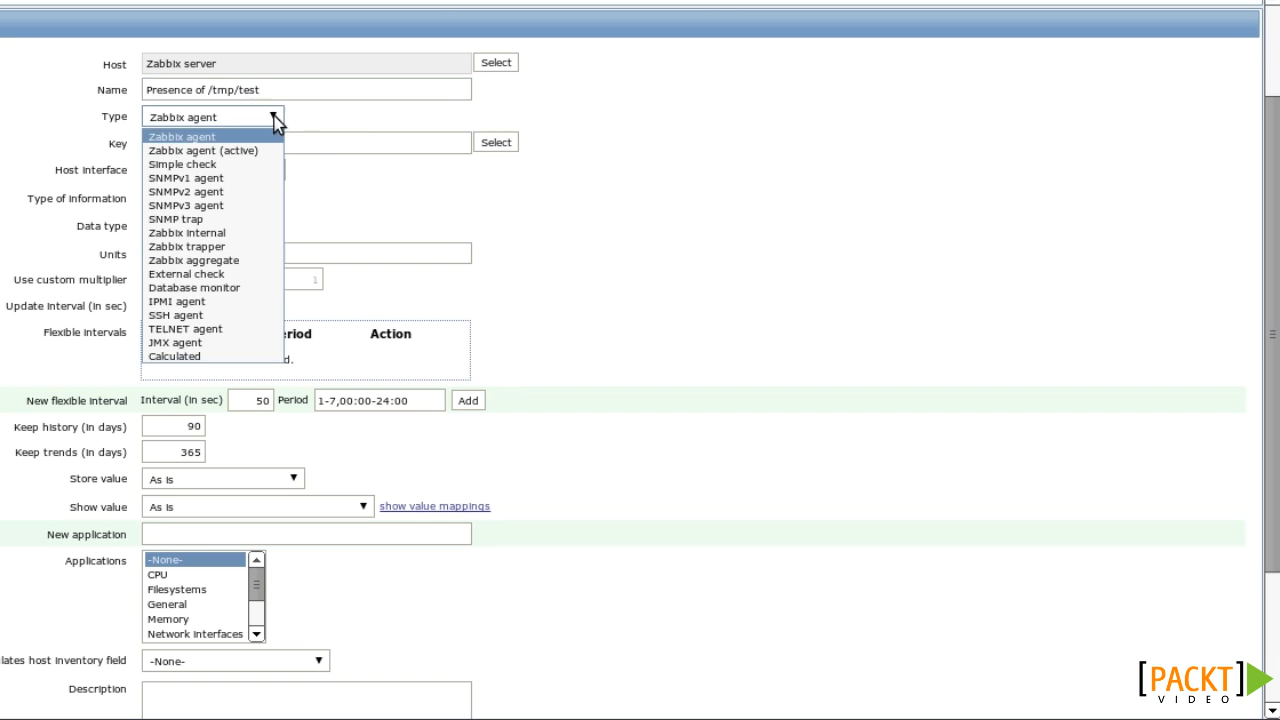 Host Zabbix server Select
Name Presence of /tmp/test
Type Zabbix agent
Zabbix agent
Zabbix agent (active)
Key Select
Simple check
Host interface
SNMPv1 agent
SNMPv2 agent
Type of information
SNMPv3 agent
SNMP trap
Data type
Zabbix internal
Zabbix trapper
Units
Zabbix aggregate
External check
Use custom multiplier 1
Database monitor
IPMI agent
Update interval (in sec)
SSH agent
TELNET agent
Flexible intervals eriod Action
JMX agent
Calculated d.
New flexible interval Interval (in sec) 50 Period 1-7,00:00-24:00 Add
Keep history (in days) 90
Keep trends (in days) 365
Store value As is
Show value As is show value mappings
New application
Applications -None-
CPU
Filesystems
General
Memory
Network interfaces
lates host inventory field -None-
Description
[PACKT]
VIDEO